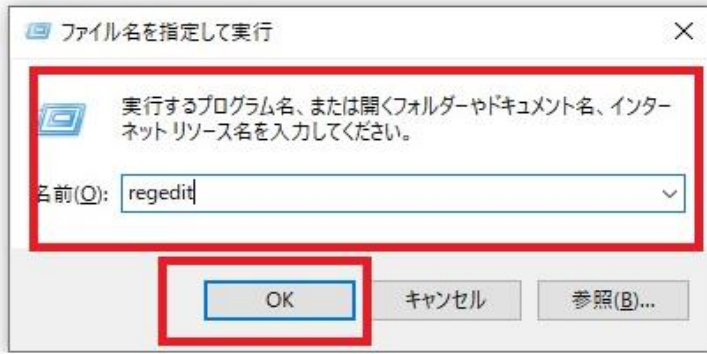 ファイル名を指定して実行
実行するプログラム名、または開くフォルダーやドキュメント名、インター
ネット リソース名を入力してください。
名前(O): regedit
OK キャンセル 参照(B)...